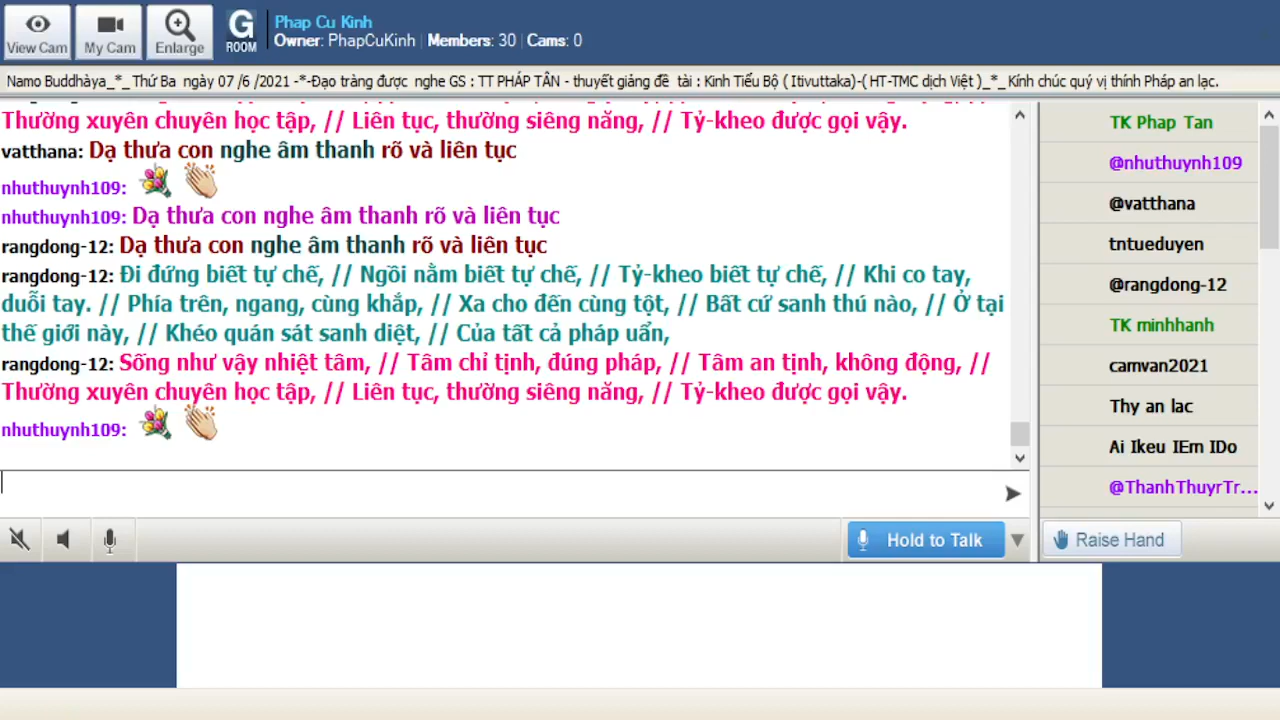 View Cam
My Cam
Enlarge
G
ROOM
Phap Cu Kinh
Owner: PhapCuKinh | Members: 30 | Cams: 0
Namo Buddhàya_*_Thứ Ba ngày 07 /6 /2021 -*-Đạo tràng được nghe GS : TT PHÁP TÂN - thuyết giảng đề tài : Kinh Tiểu Bộ ( Itivuttaka)-( HT-TMC dịch Việt )_*_Kính chúc quý vị thính Pháp an lạc.
Thường xuyên chuyên học tập, // Liên tục, thường siêng năng, // Tỷ-kheo được gọi vậy.
vatthana: Dạ thưa con nghe âm thanh rõ và liên tục
nhuthuynh109:
nhuthuynh109: Dạ thưa con nghe âm thanh rõ và liên tục
rangdong-12: Dạ thưa con nghe âm thanh rõ và liên tục
rangdong-12: Đi đứng biết tự chế, // Ngồi nằm biết tự chế, // Tỷ-kheo biết tự chế, // Khi co tay,
duỗi tay. // Phía trên, ngang, cùng khắp, // Xa cho đến cùng tột, // Bất cứ sanh thú nào, // Ở tại
thế giới này, // Khéo quán sát sanh diệt, // Của tất cả pháp uẩn,
rangdong-12: Sống như vậy nhiệt tâm, // Tâm chỉ tịnh, đúng pháp, // Tâm an tịnh, không động, //
Thường xuyên chuyên học tập, // Liên tục, thường siêng năng, // Tỷ-kheo được gọi vậy.
nhuthuynh109:
TK Phap Tan
@nhuthuynh109
@vatthana
tntueduyen
@rangdong-12
TK minhhanh
camvan2021
Thy an lac
Ai Ikeu IEm IDo
@ThanhThuyrTr...
Hold to Talk
Raise Hand